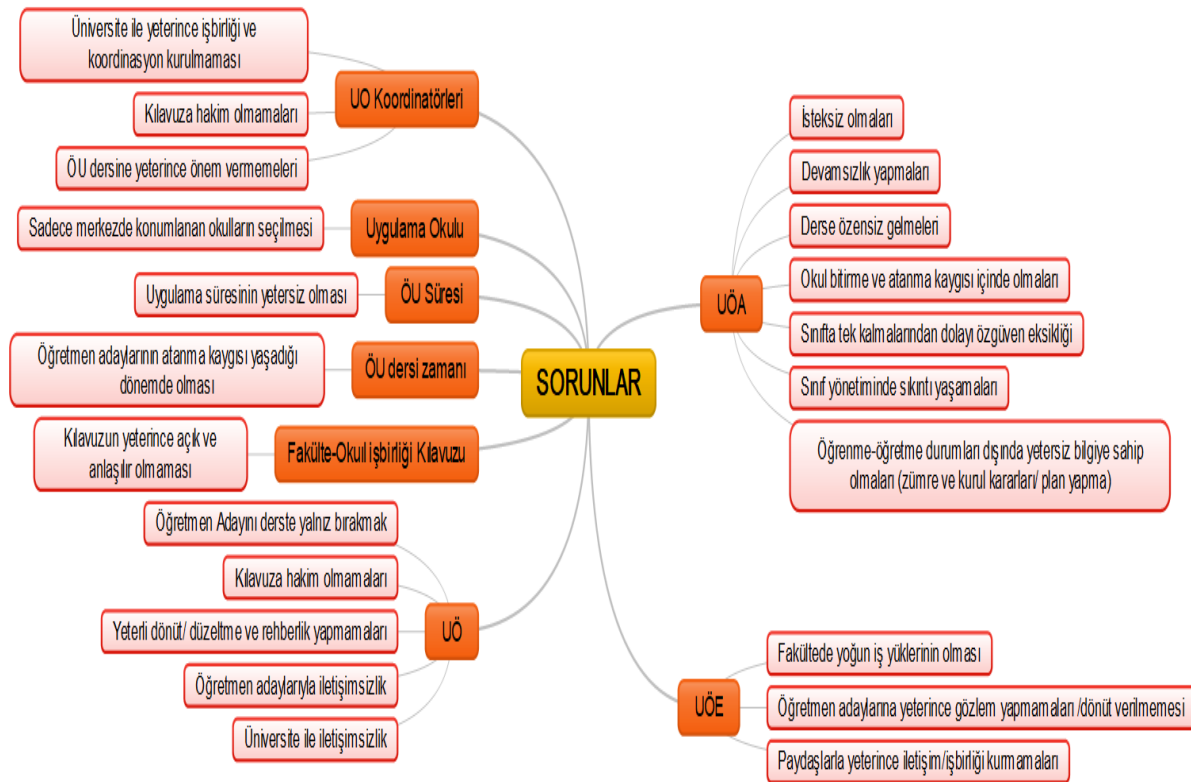 Üniversite ile yeterince işbirliği ve
koordinasyon kurulmaması
Kılavuza hakim olmamaları
ÖU dersine yeterince önem vermemeleri
UO Koordinatörleri
Sadece merkezde konumlanan okulların seçilmesi
Uygulama Okulu
Uygulama süresinin yetersiz olması
ÖU Süresi
Öğretmen adaylarının atanma kaygısı yaşadığı
dönemde olması
ÖU dersi zamanı
Kılavuzun yeterince açık ve
anlaşılır olmaması
Fakülte-Okull işbirliği Kılavuzu
Öğretmen Adayını derste yalnız bırakmak
Kılavuza hakim olmamaları
Yeterli dönüt/ düzeltme ve rehberlik yapmamaları
Öğretmen adaylarıyla iletişimsizlik
Üniversite ile iletişimsizlik
UÖ
SORUNLAR
UÖA
İsteksiz olmaları
Devamsızlık yapmaları
Derse özensiz gelmeleri
Okul bitirme ve atanma kaygısı içinde olmaları
Sınıfta tek kalmalarından dolayı özgüven eksikliği
Sınıf yönetiminde sıkıntı yaşamaları
Öğrenme-öğretme durumları dışında yetersiz bilgiye sahip
olmaları (zümre ve kurul kararları/ plan yapma)
UÖE
Fakültede yoğun iş yüklerinin olması
Öğretmen adaylarına yeterince gözlem yapmamaları /dönüt verilmemesi
Paydaşlarla yeterince iletişim/işbirliği kurmamaları